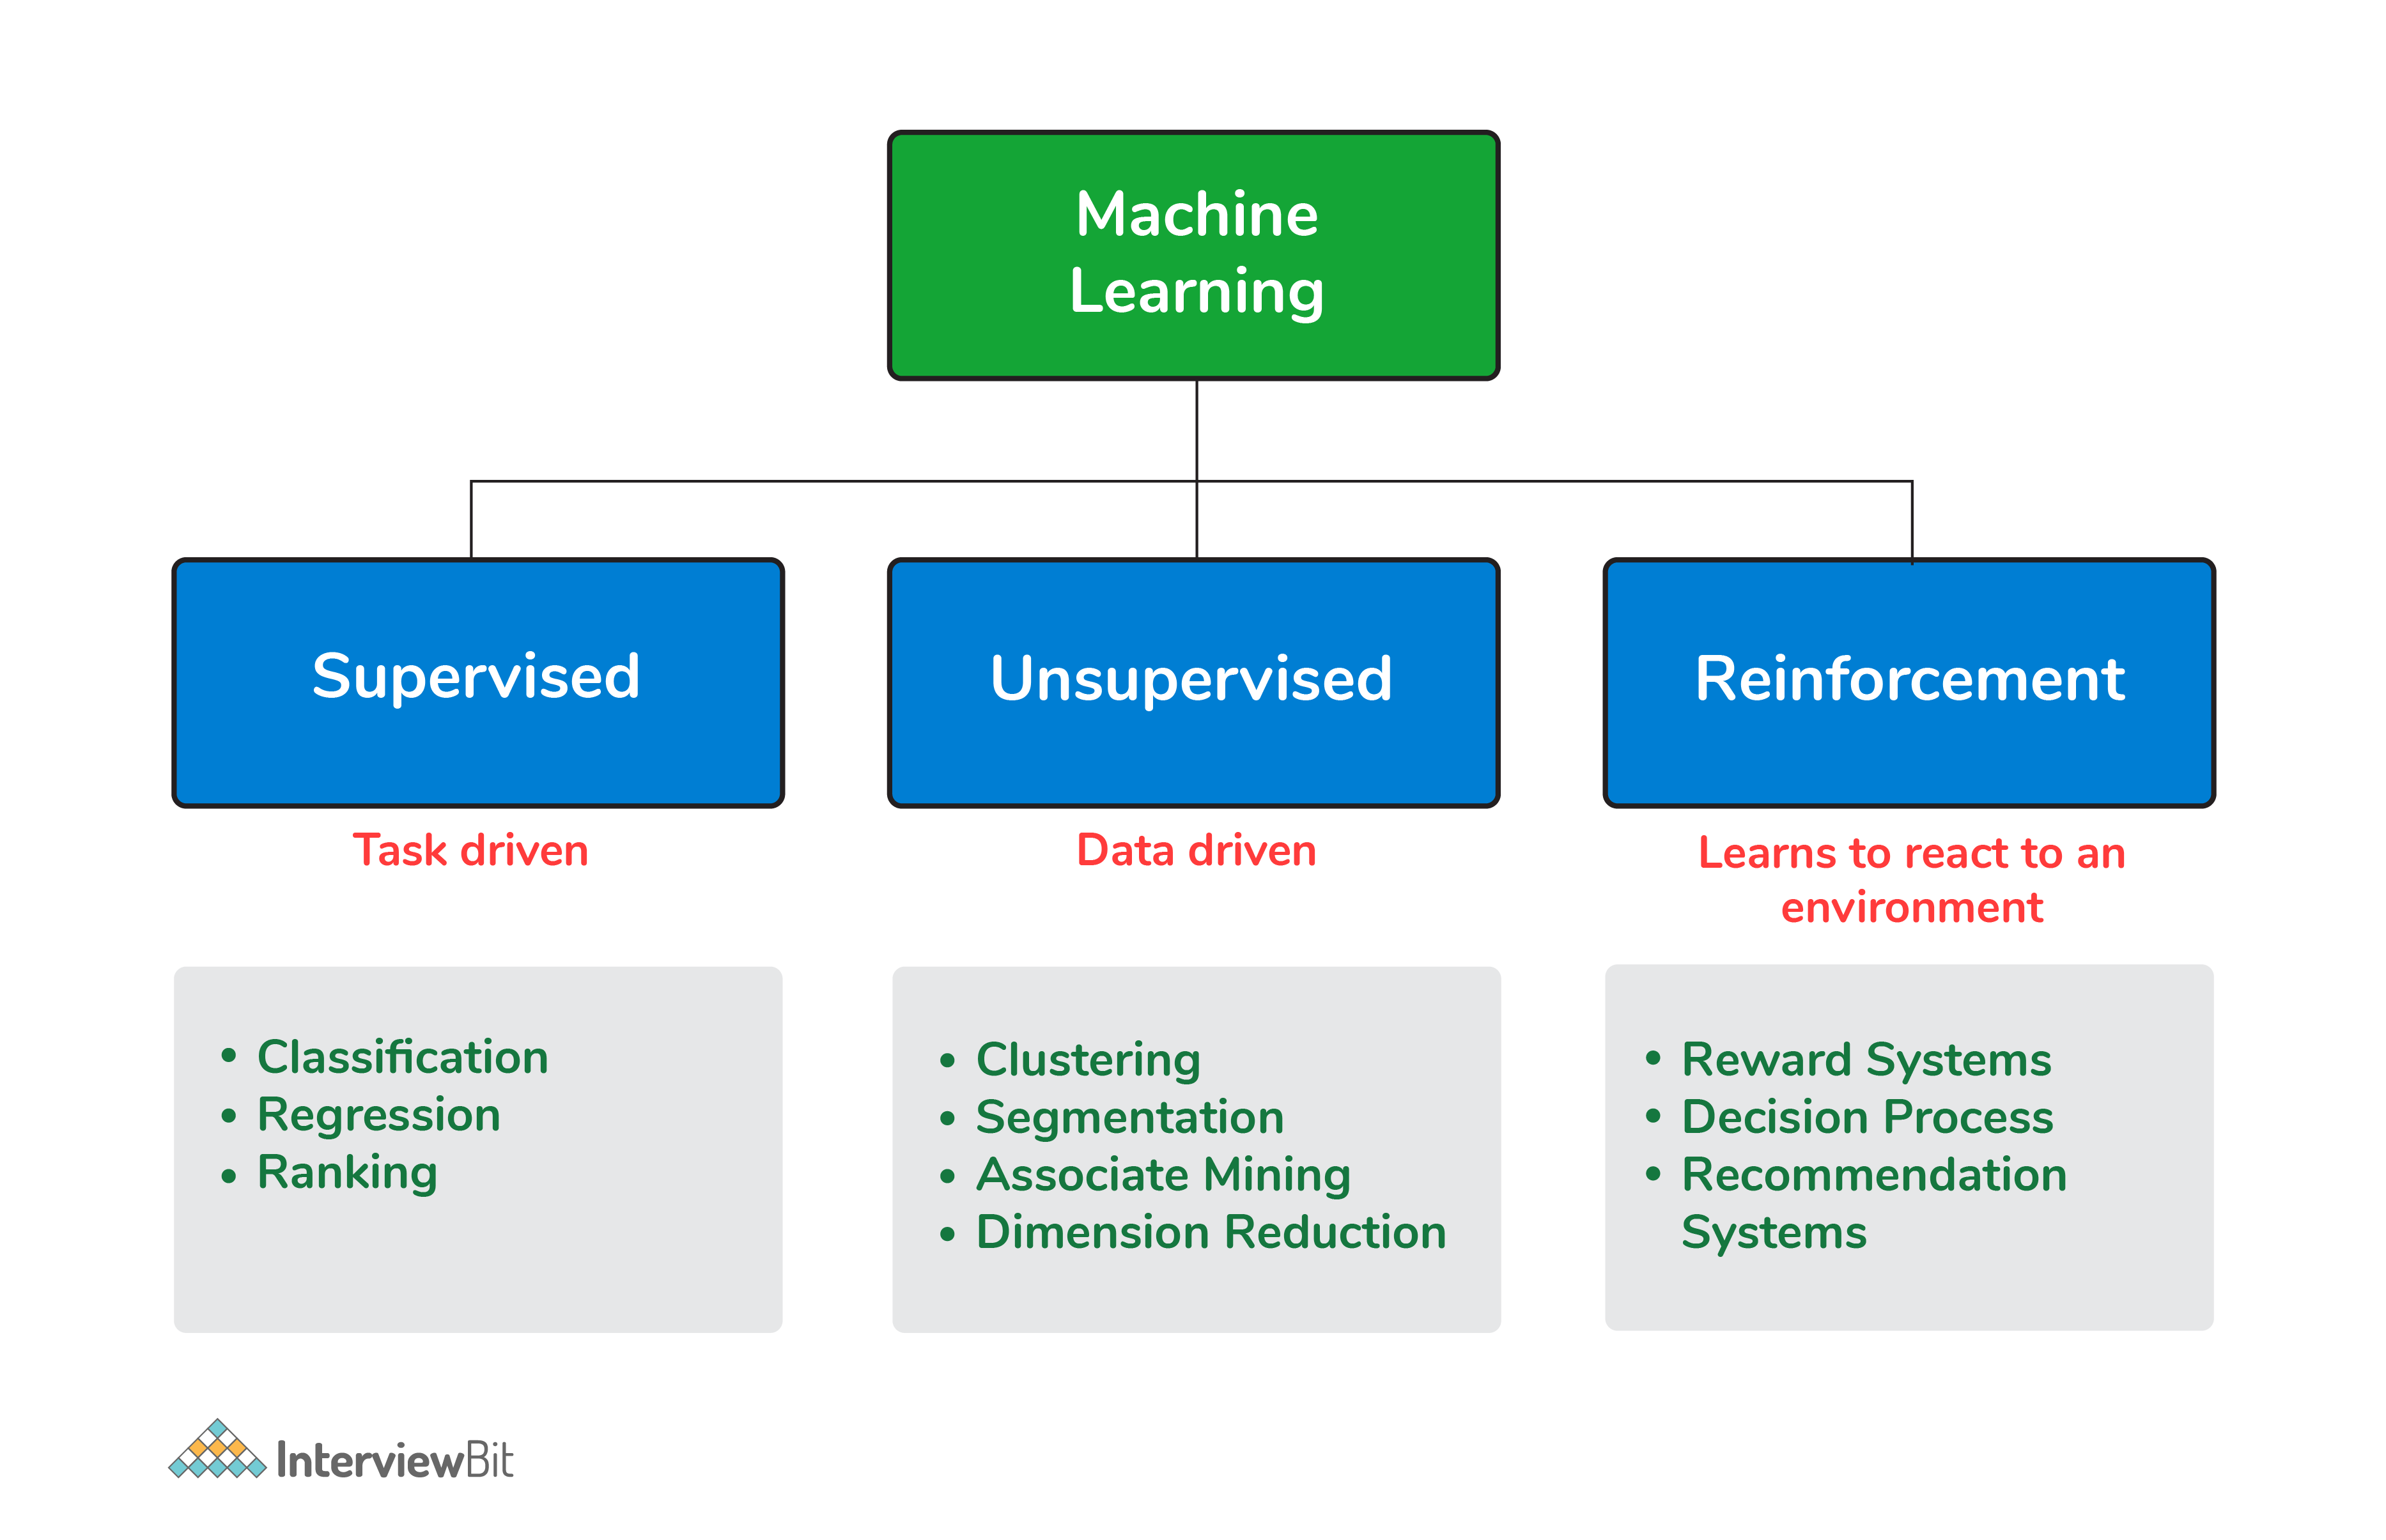 Machine
Learning
Supervised
Unsupervised
Reinforcement
Task driven
Data driven
Learns to react to an
environment
• Classification
• Regression
• Ranking
• Clustering
• Segmentation
• Associate Mining
• Dimension Reduction
• Reward Systems
• Decision Process
• Recommendation
Systems
InterviewBit